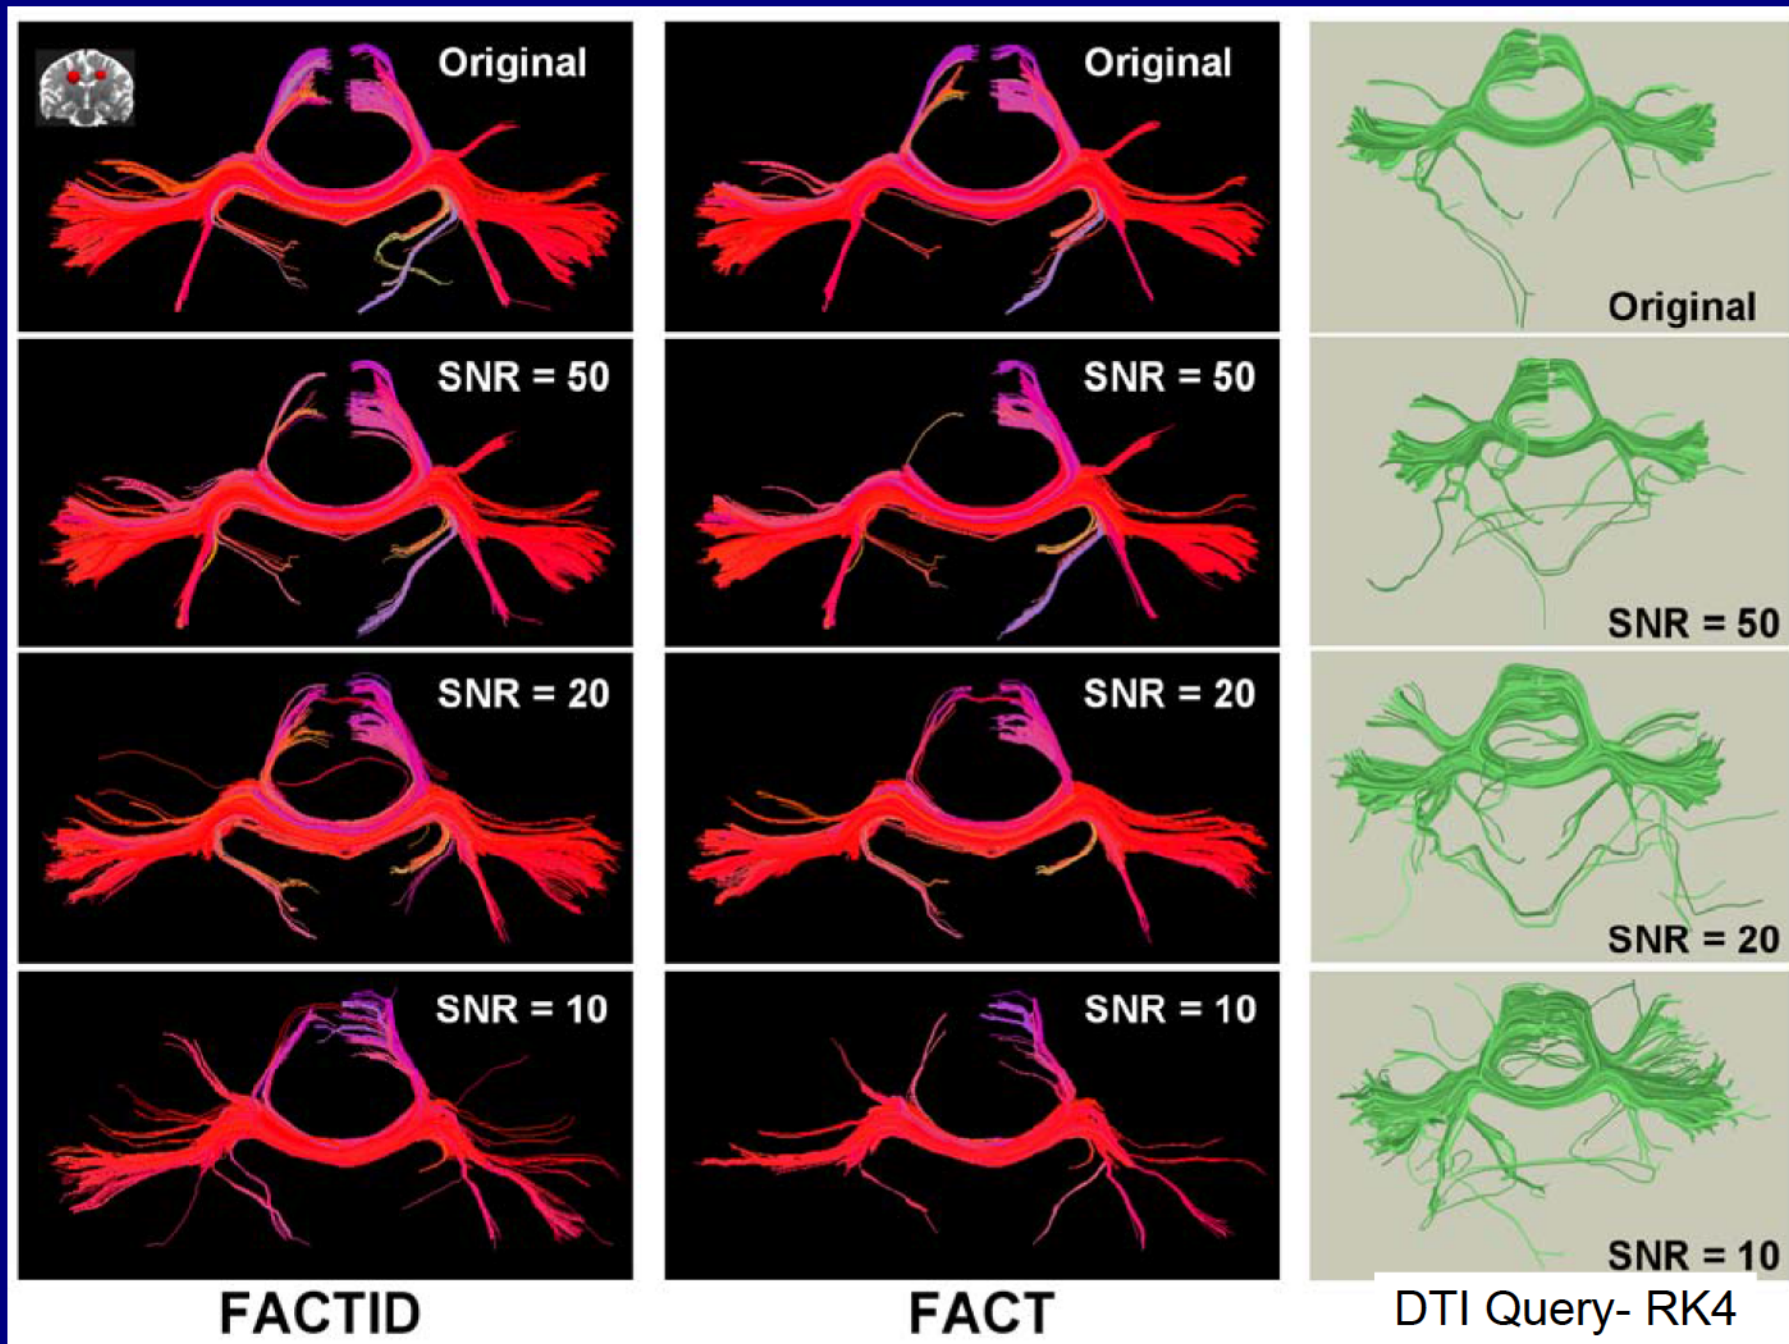 Original
Original
Original
SNR = 50
SNR = 50
SNR = 50
SNR = 20
SNR = 20
SNR = 20
SNR = 10
SNR = 10
SNR = 10
FACTID
FACT
DTI Query- RK4